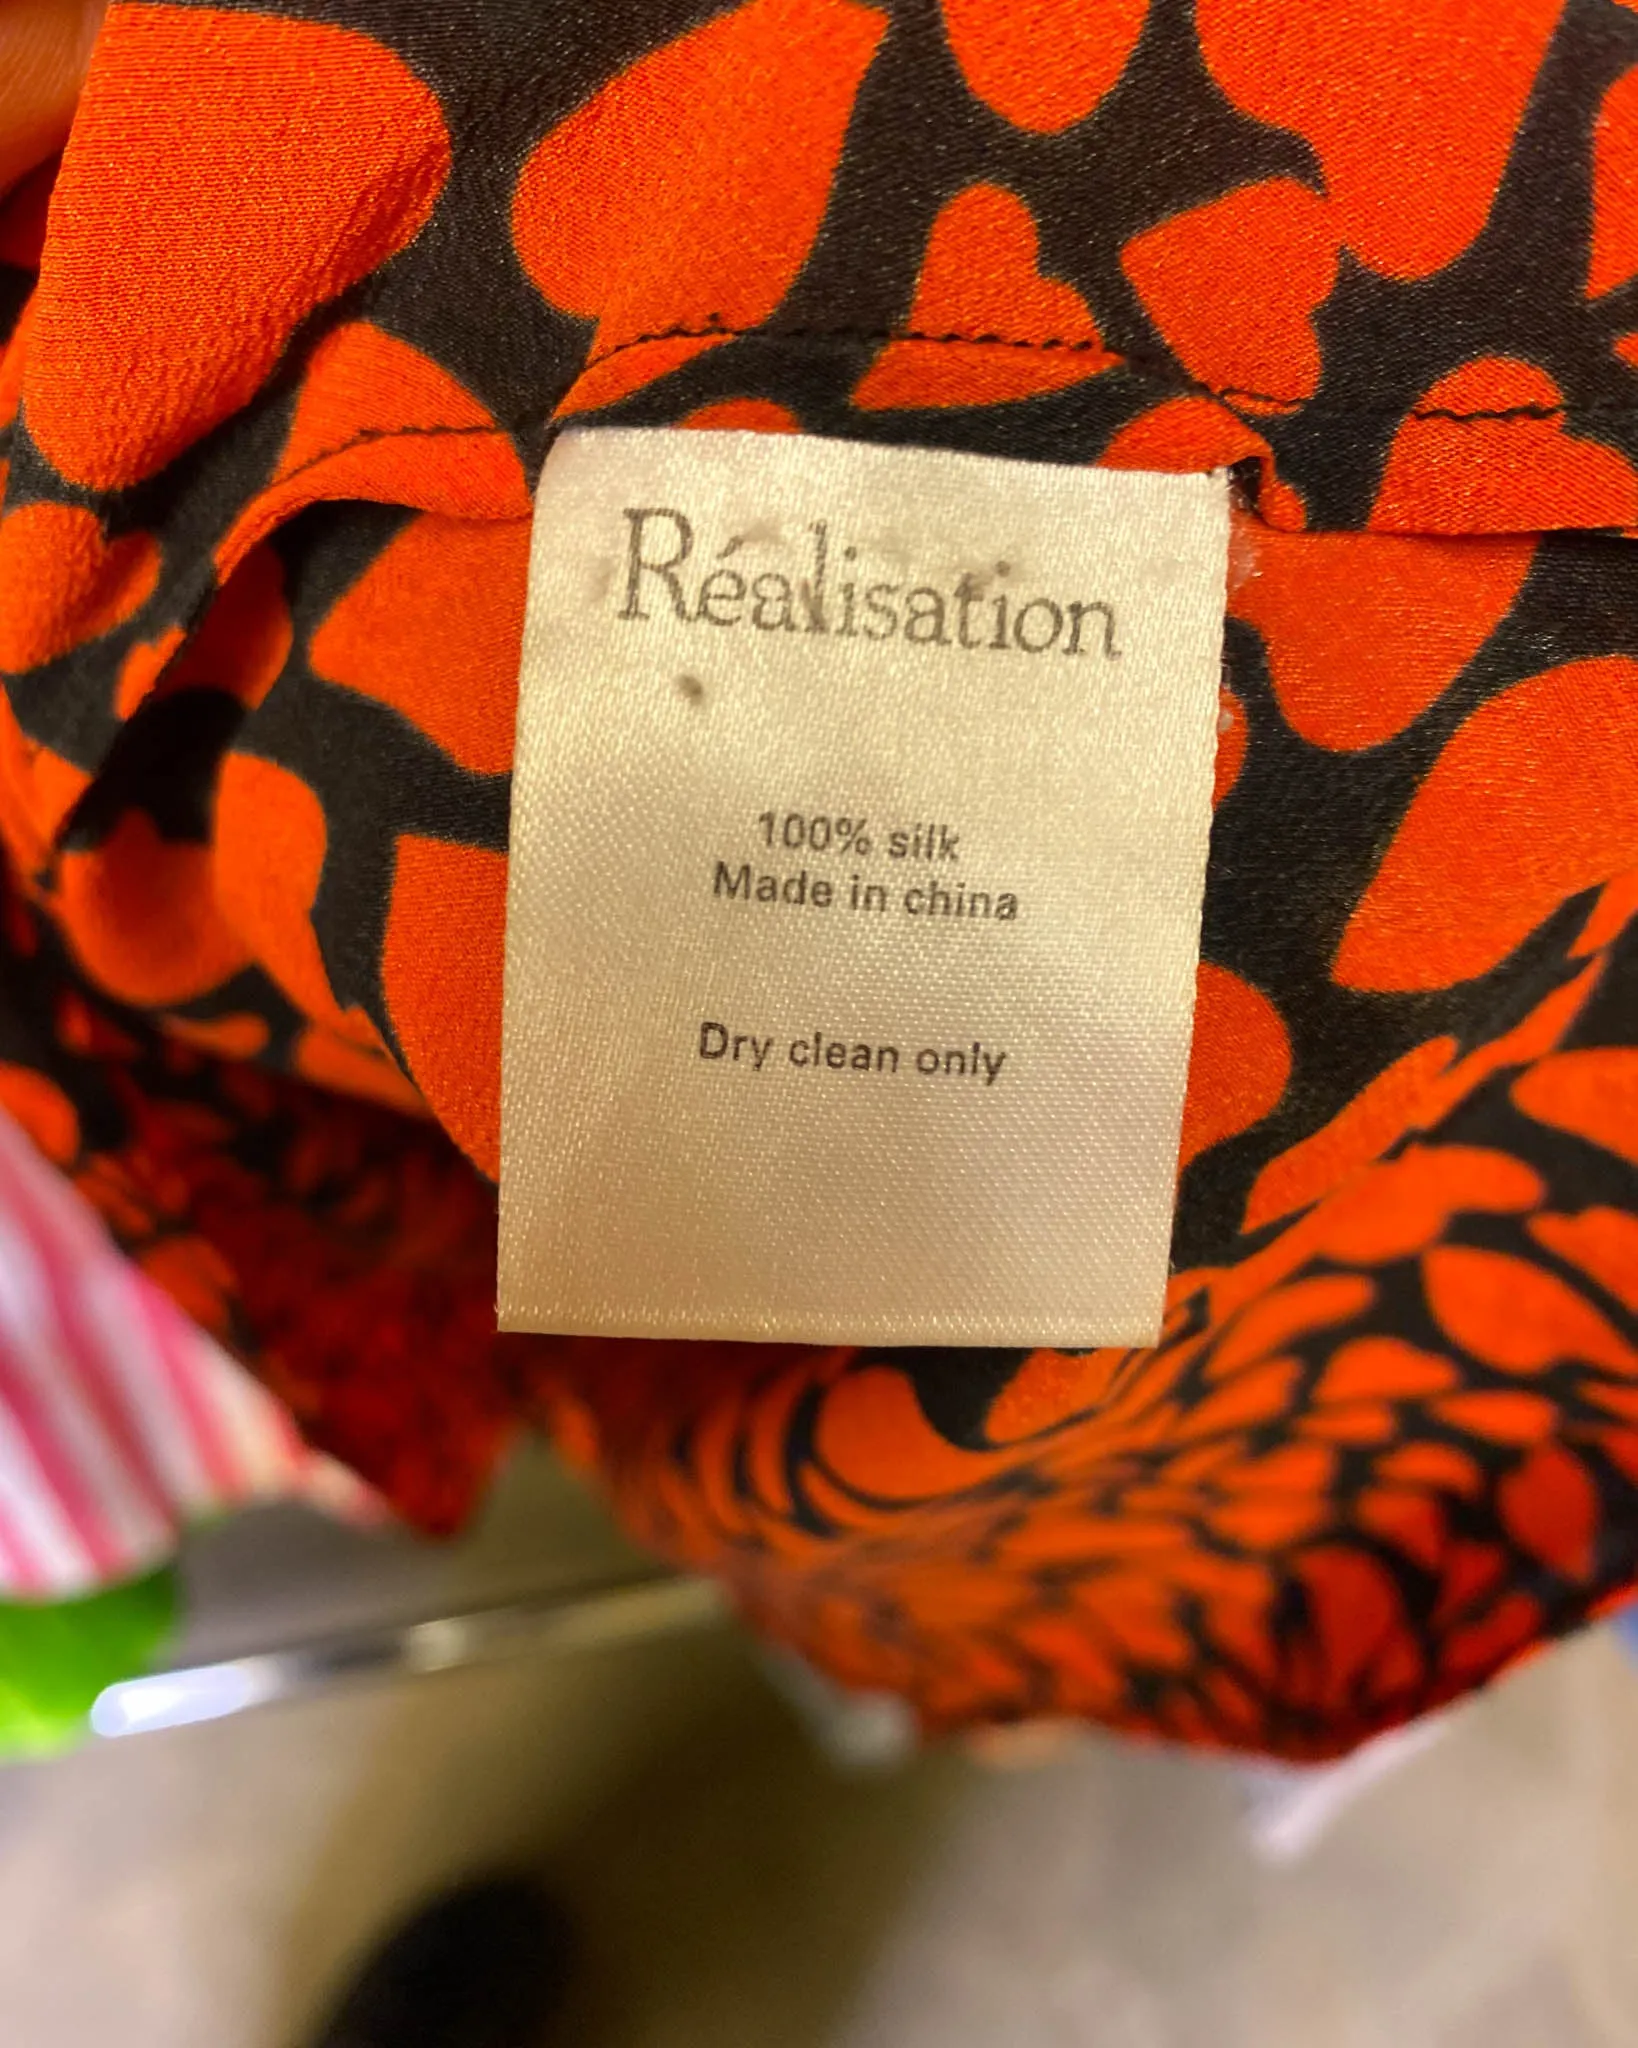 Réalisation
100% silk
Made in china
Dry clean only